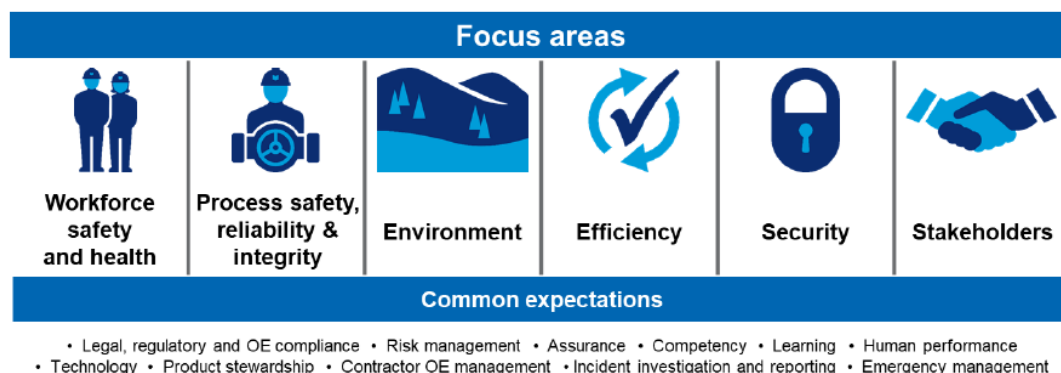 Focus areas
Workforce
safety
and health
Process safety,
reliability &
integrity
Environment
Efficiency
Security
Stakeholders
Common expectations
• Legal, regulatory and OE compliance • Risk management • Assurance • Competency • Learning • Human performance
• Technology • Product stewardship • Contractor OE management • Incident investigation and reporting • Emergency management